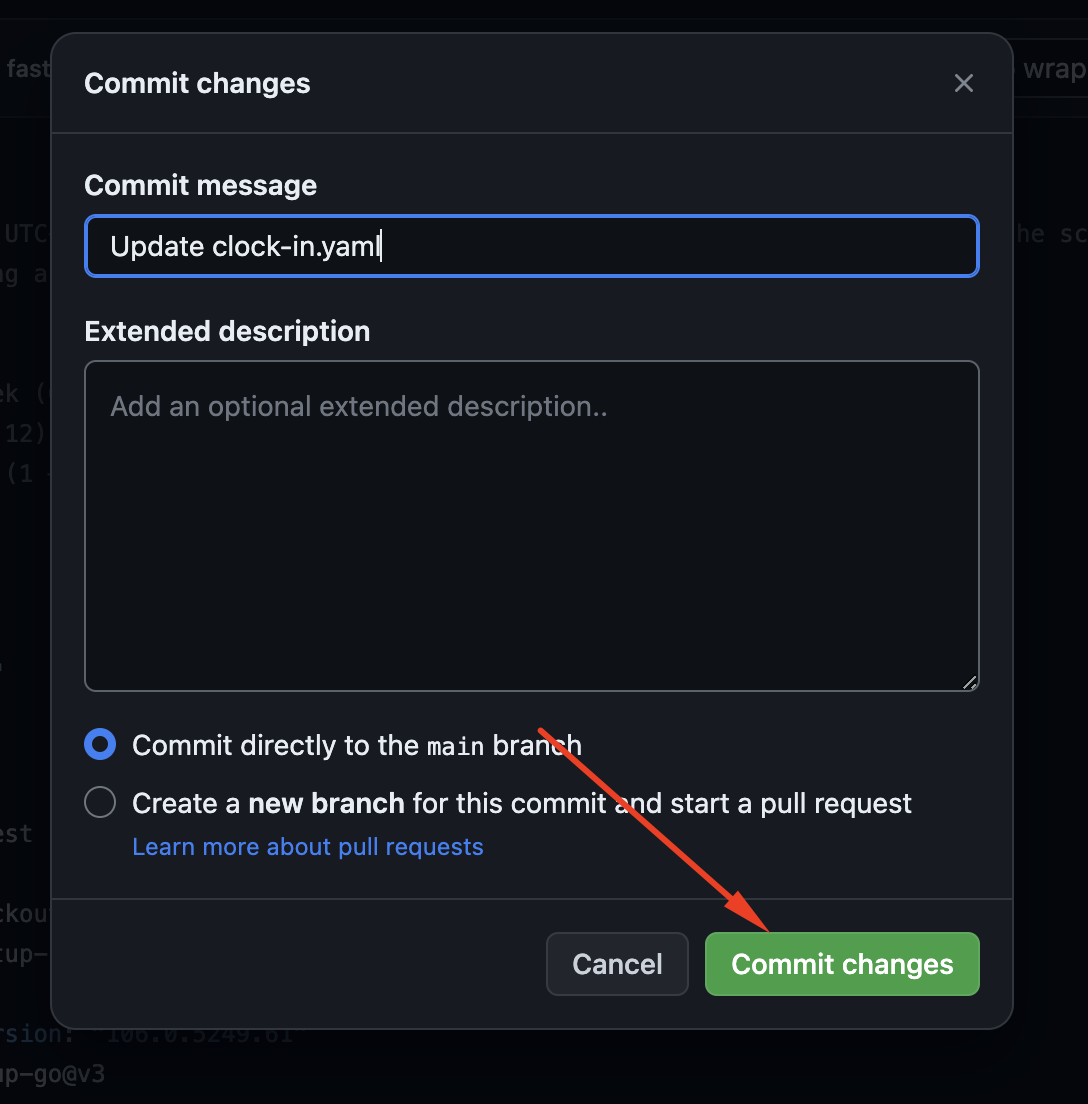 fast
wrap
Commit changes
Commit message
UTC-
he sc
Update clock-in.yaml
ng a
Extended description
ek (
Add an optional extended description..
12)
(1 -
Commit directly to the main branch
Create a new branch for this commit and start a pull request
est
Learn more about pull requests
ckout
tup-
Cancel
Commit changes
rsion: "106.0.5249.61"
up-go@v3